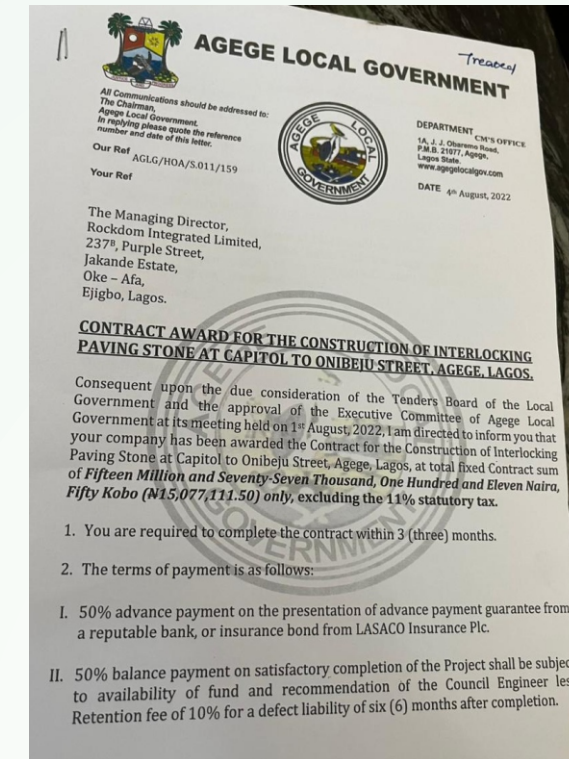 Treated
AGEGE LOCAL GOVERNMENT
All Communications should be addressed to:
The Chairman,
Agege Local Government.
In replying please quote the reference
number and date of this letter.
Our Ref AGLG/HOA/S.011/159
Your Ref
AGEGE LOCAL
GOVERNMENT
DEPARTMENT CM'S OFFICE
1A, J. J. Obaremo Road,
P.M.B. 21077, Agege,
Lagos State.
www.agegelocalgov.com
DATE 4th August, 2022
The Managing Director,
Rockdom Integrated Limited,
237B, Purple Street,
Jakande Estate,
Oke – Afa,
Ejigbo, Lagos.
CONTRACT AWARD FOR THE CONSTRUCTION OF INTERLOCKING
PAVING STONE AT CAPITOL TO ONIBEJU STREET, AGEGE, LAGOS.
Consequent upon the due consideration of the Tenders Board of the Local
Government and the approval of the Executive Committee of Agege Local
Government at its meeting held on 1st August, 2022, I am directed to inform you that
your company has been awarded the Contract for the Construction of Interlocking
Paving Stone at Capitol to Onibeju Street, Agege, Lagos, at total fixed Contract sum
of Fifteen Million and Seventy-Seven Thousand, One Hundred and Eleven Naira,
Fifty Kobo (₦15,077,111.50) only, excluding the 11% statutory tax.
1. You are required to complete the contract within 3 (three) months.
2. The terms of payment is as follows:
I. 50% advance payment on the presentation of advance payment guarantee from
a reputable bank, or insurance bond from LASACO Insurance Plc.
II. 50% balance payment on satisfactory completion of the Project shall be subjec
to availability of fund and recommendation of the Council Engineer les
Retention fee of 10% for a defect liability of six (6) months after completion.